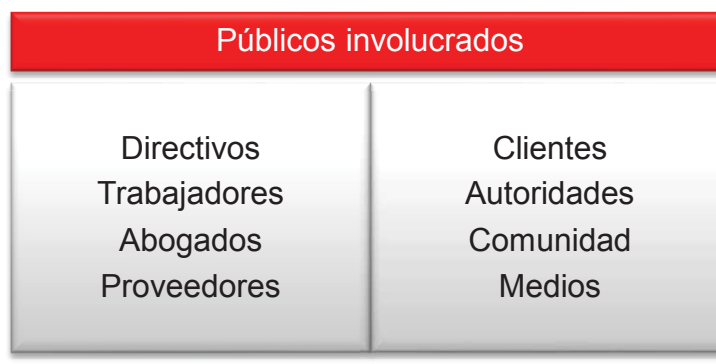 Públicos involucrados
Directivos
Trabajadores
Abogados
Proveedores
Clientes
Autoridades
Comunidad
Medios